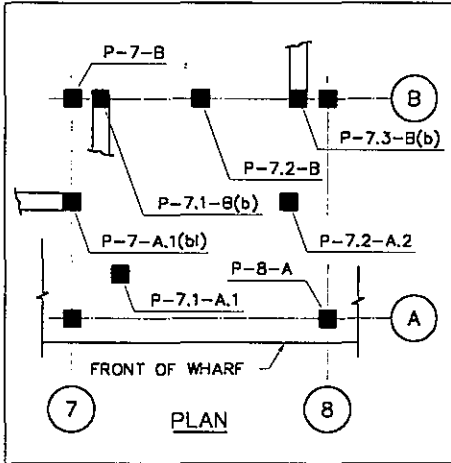 P-7-B
B
P-7.3-B(b)
P-7.2-B
P-7.1-B(b)
P-7-A.1(b)
P-7.2-A.2
P-8-A
P-7.1-A.1
A
FRONT OF WHARF
7
8
PLAN